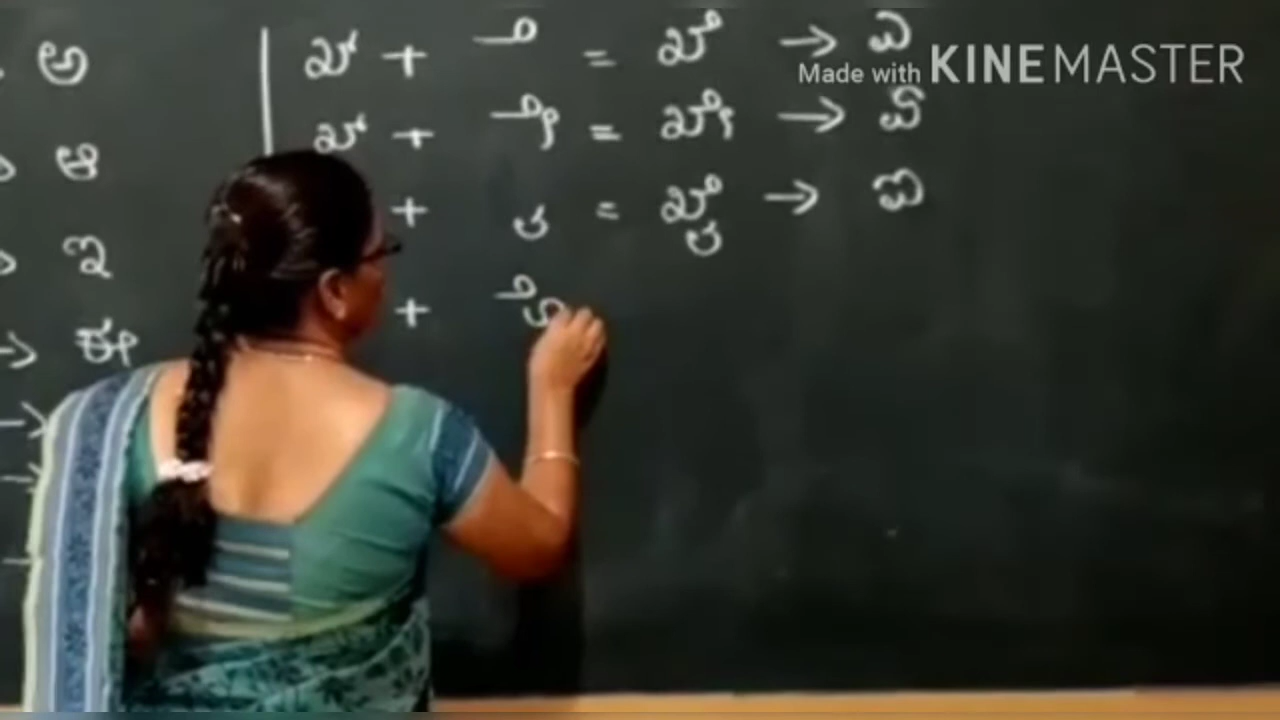 ಅ
ಆ
→ ಇ
→ ಈ
→
ಖ್ + ೆ = ಖೆ → ಎ
ಖ್ + ೇ = ಖೇ → ಏ
+ ೖ = ಖೈ → ಐ
+ ೊ
Made with KINEMASTER